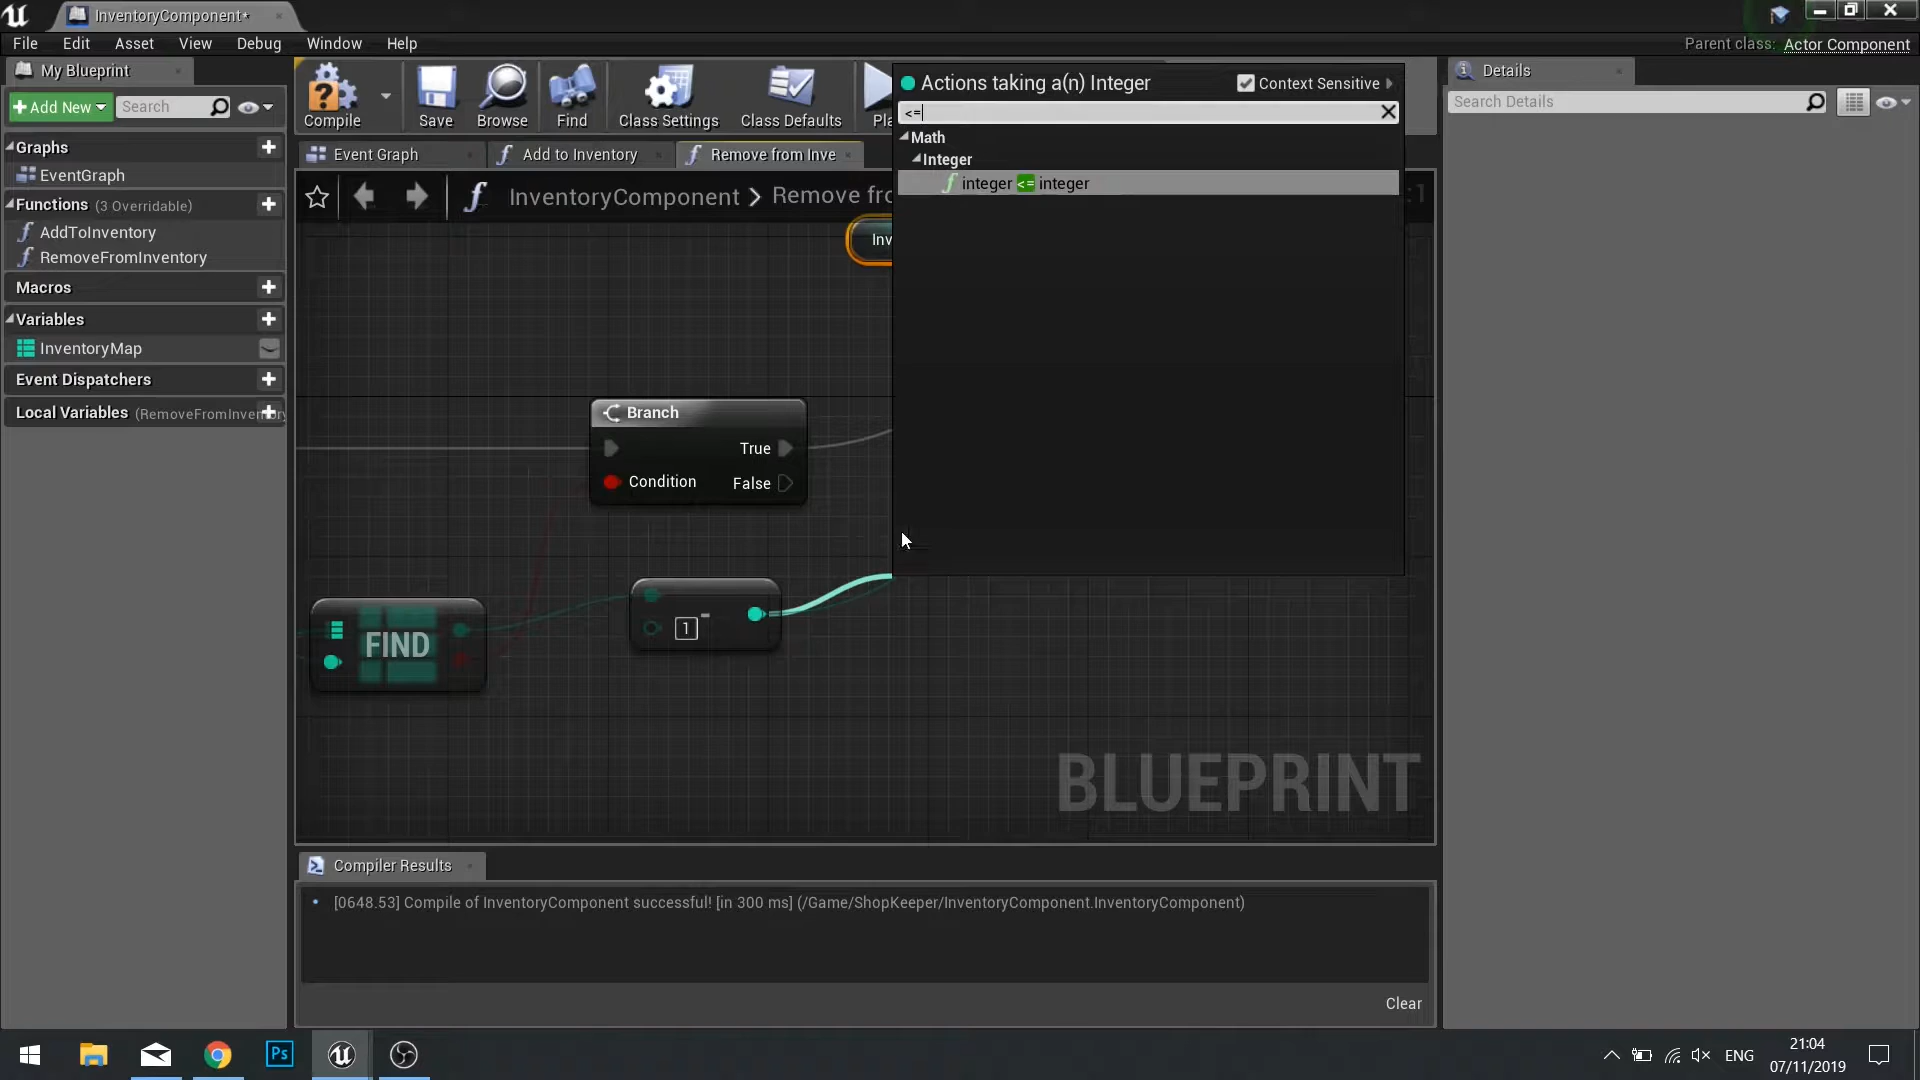 InventoryComponent*
File Edit Asset View Debug Window Help
Parent class: Actor Component
My Blueprint
Add New
Search
Graphs
EventGraph
Functions (3 Overridable)
AddToInventory
RemoveFromInventory
Macros
Variables
InventoryMap
Event Dispatchers
Local Variables (RemoveFromInventory
Compile
Save
Browse
Find
Class Settings
Class Defaults
Event Graph
Add to Inventory
Remove from Inve
InventoryComponent > Remove fro
:1
Actions taking a(n) Integer
Context Sensitive
<=
Math
Integer
integer <= integer
Inv
Branch
True
Condition
False
FIND
1
-
BLUEPRINT
Compiler Results
[0648.53] Compile of InventoryComponent successful! [in 300 ms] (/Game/ShopKeeper/InventoryComponent.InventoryComponent)
Clear
Details
Search Details
Ps
ENG
21:04
07/11/2019